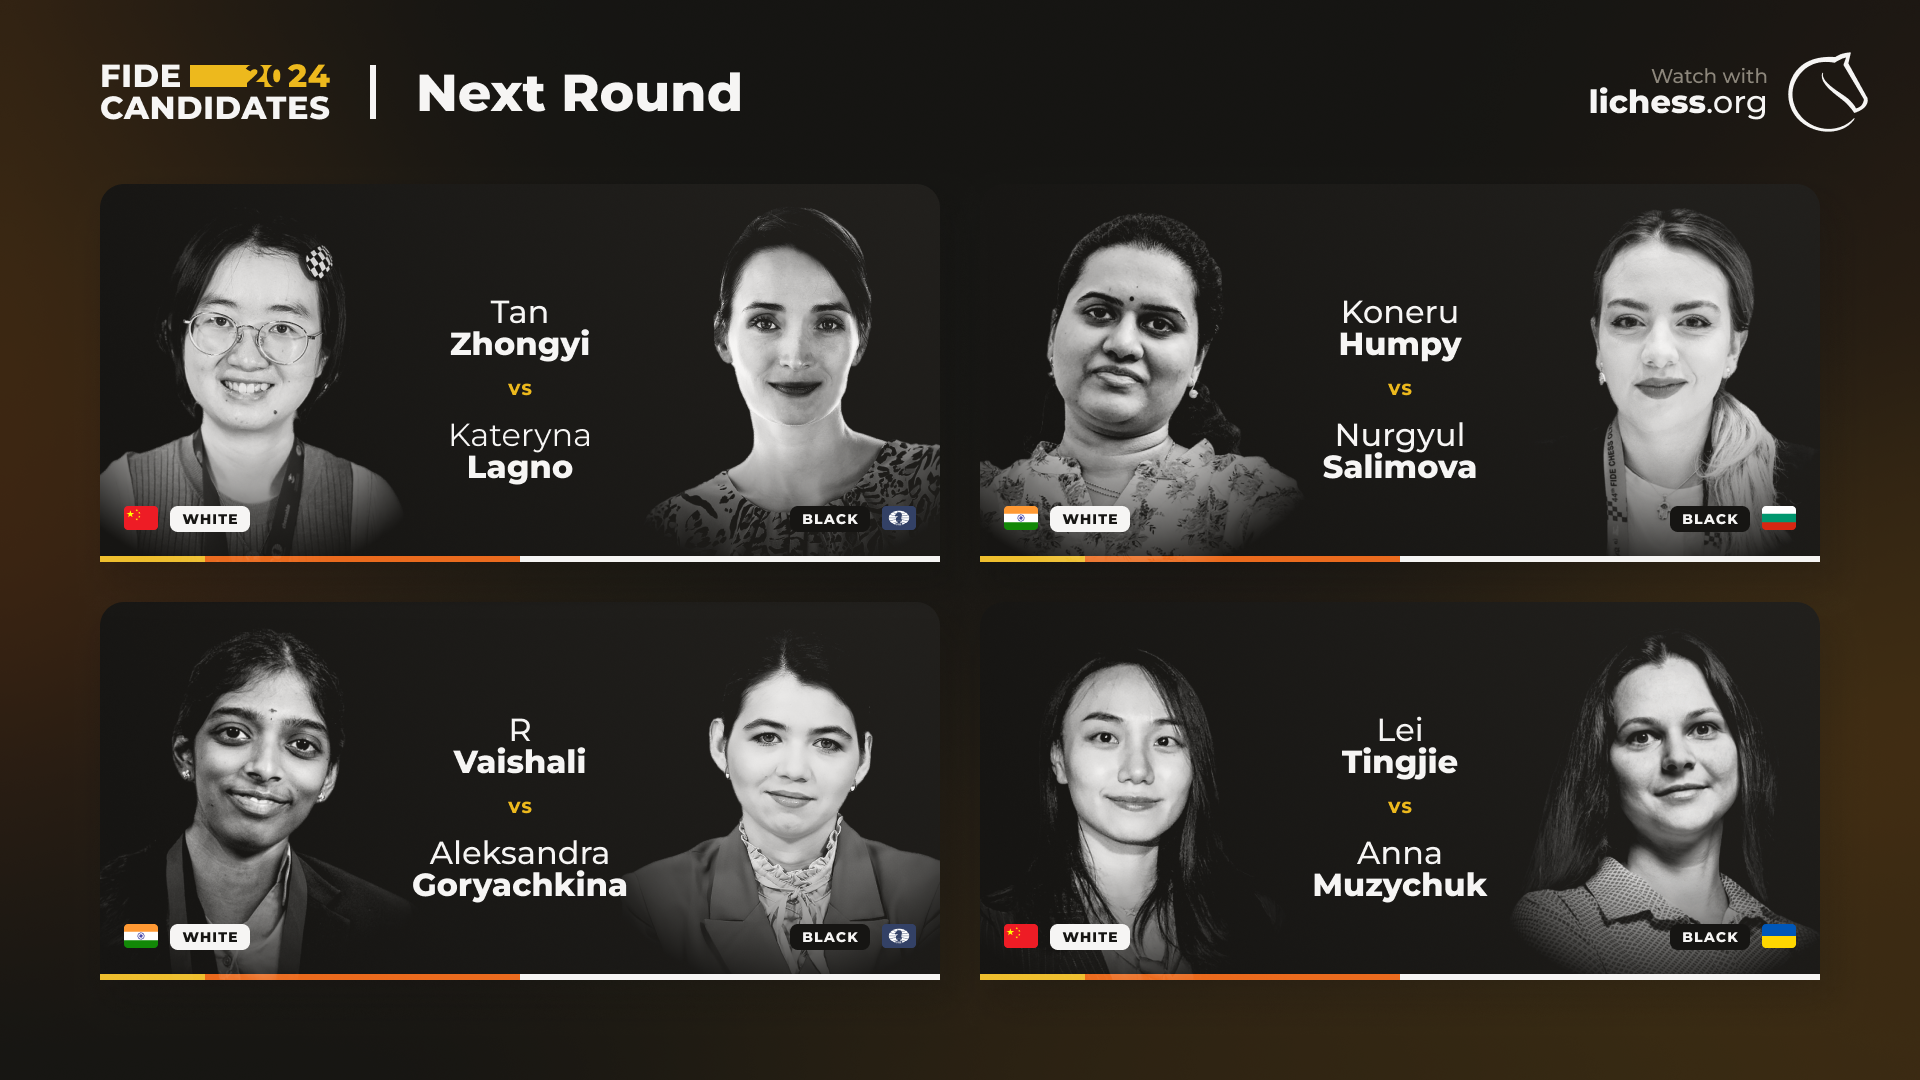 FIDE 2024
CANDIDATES
Next Round
Watch with
lichess.org
Tan
Zhongyi
vs
Kateryna
Lagno
WHITE
BLACK
Koneru
Humpy
vs
Nurgyul
Salimova
WHITE
BLACK
R
Vaishali
vs
Aleksandra
Goryachkina
WHITE
BLACK
Lei
Tingjie
vs
Anna
Muzychuk
WHITE
BLACK